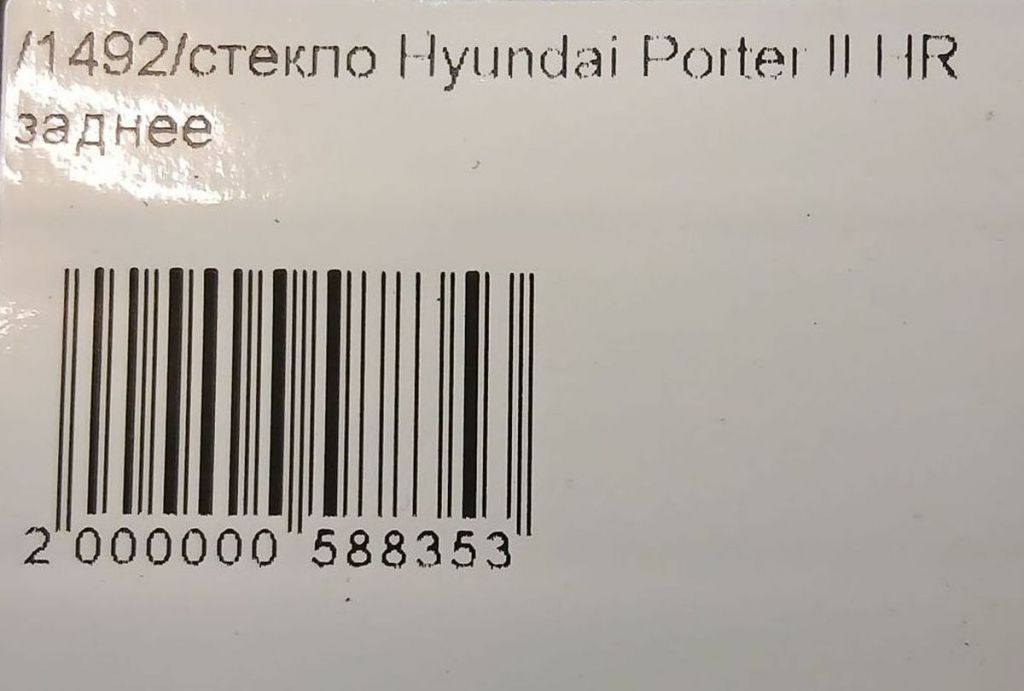 /1492/стекло Hyundai Porter II HR
заднее
2 000000 588353